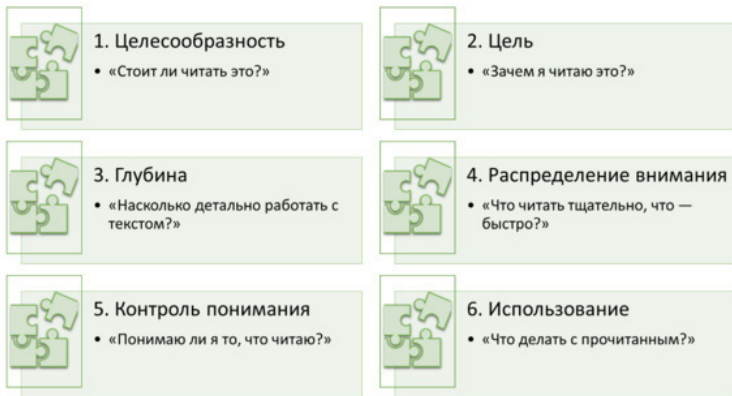 1. Целесообразность
• «Стоит ли читать это?»
2. Цель
• «Зачем я читаю это?»
3. Глубина
• «Насколько детально работать с
текстом?»
4. Распределение внимания
• «Что читать тщательно, что —
быстро?»
5. Контроль понимания
• «Понимаю ли я то, что читаю?»
6. Использование
• «Что делать с прочитанным?»